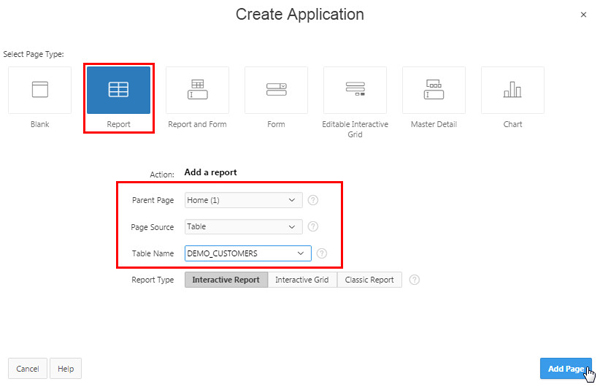 Create Application
Select Page Type:
Blank
Report
Report and Form
Form
Editable Interactive
Grid
Master Detail
Chart
Action: Add a report
Parent Page Home (1)
Page Source Table
Table Name DEMO_CUSTOMERS
Report Type Interactive Report Interactive Grid Classic Report
Cancel Help Add Page